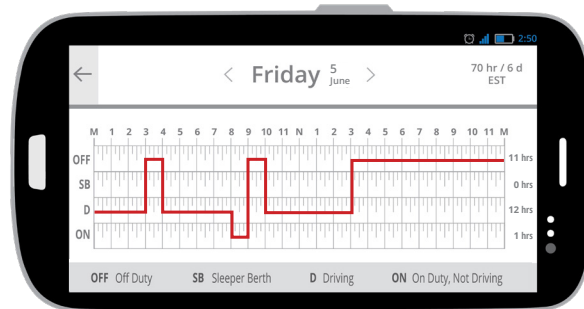 2:50
Friday 5 June
70 hr / 6 d
EST
M 1 2 3 4 5 6 7 8 9 10 11 N 1 2 3 4 5 6 7 8 9 10 11 M
OFF 11 hrs
SB 0 hrs
D 12 hrs
ON 1 hrs
OFF Off Duty SB Sleeper Berth D Driving ON On Duty, Not Driving